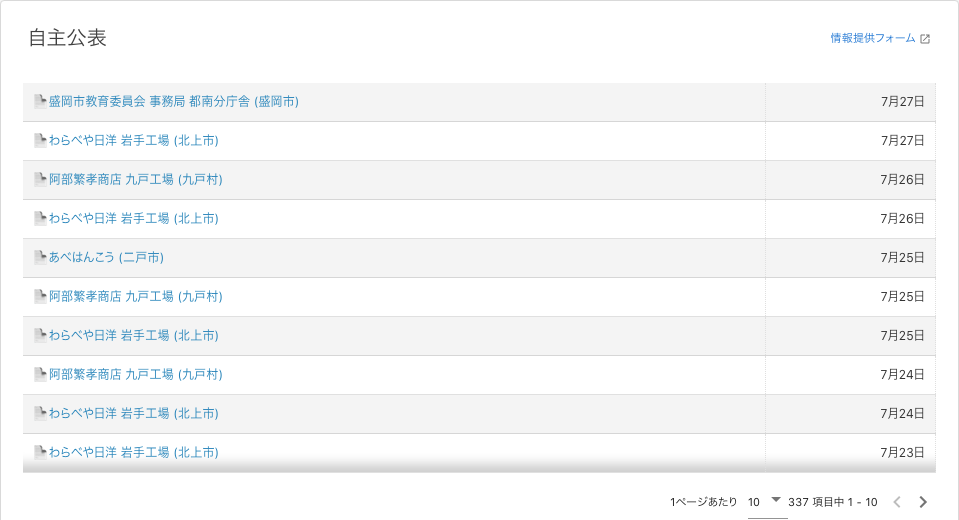 自主公表
情報提供フォーム
盛岡市教育委員会 事務局 都南分庁舎 (盛岡市) 7月27日
わらべや日洋 岩手工場 (北上市) 7月27日
阿部繁孝商店 九戸工場 (九戸村) 7月26日
わらべや日洋 岩手工場 (北上市) 7月26日
あべはんこう (二戸市) 7月25日
阿部繁孝商店 九戸工場 (九戸村) 7月25日
わらべや日洋 岩手工場 (北上市) 7月25日
阿部繁孝商店 九戸工場 (九戸村) 7月24日
わらべや日洋 岩手工場 (北上市) 7月24日
わらべや日洋 岩手工場 (北上市) 7月23日
1ページあたり 10 337 項目中 1 - 10